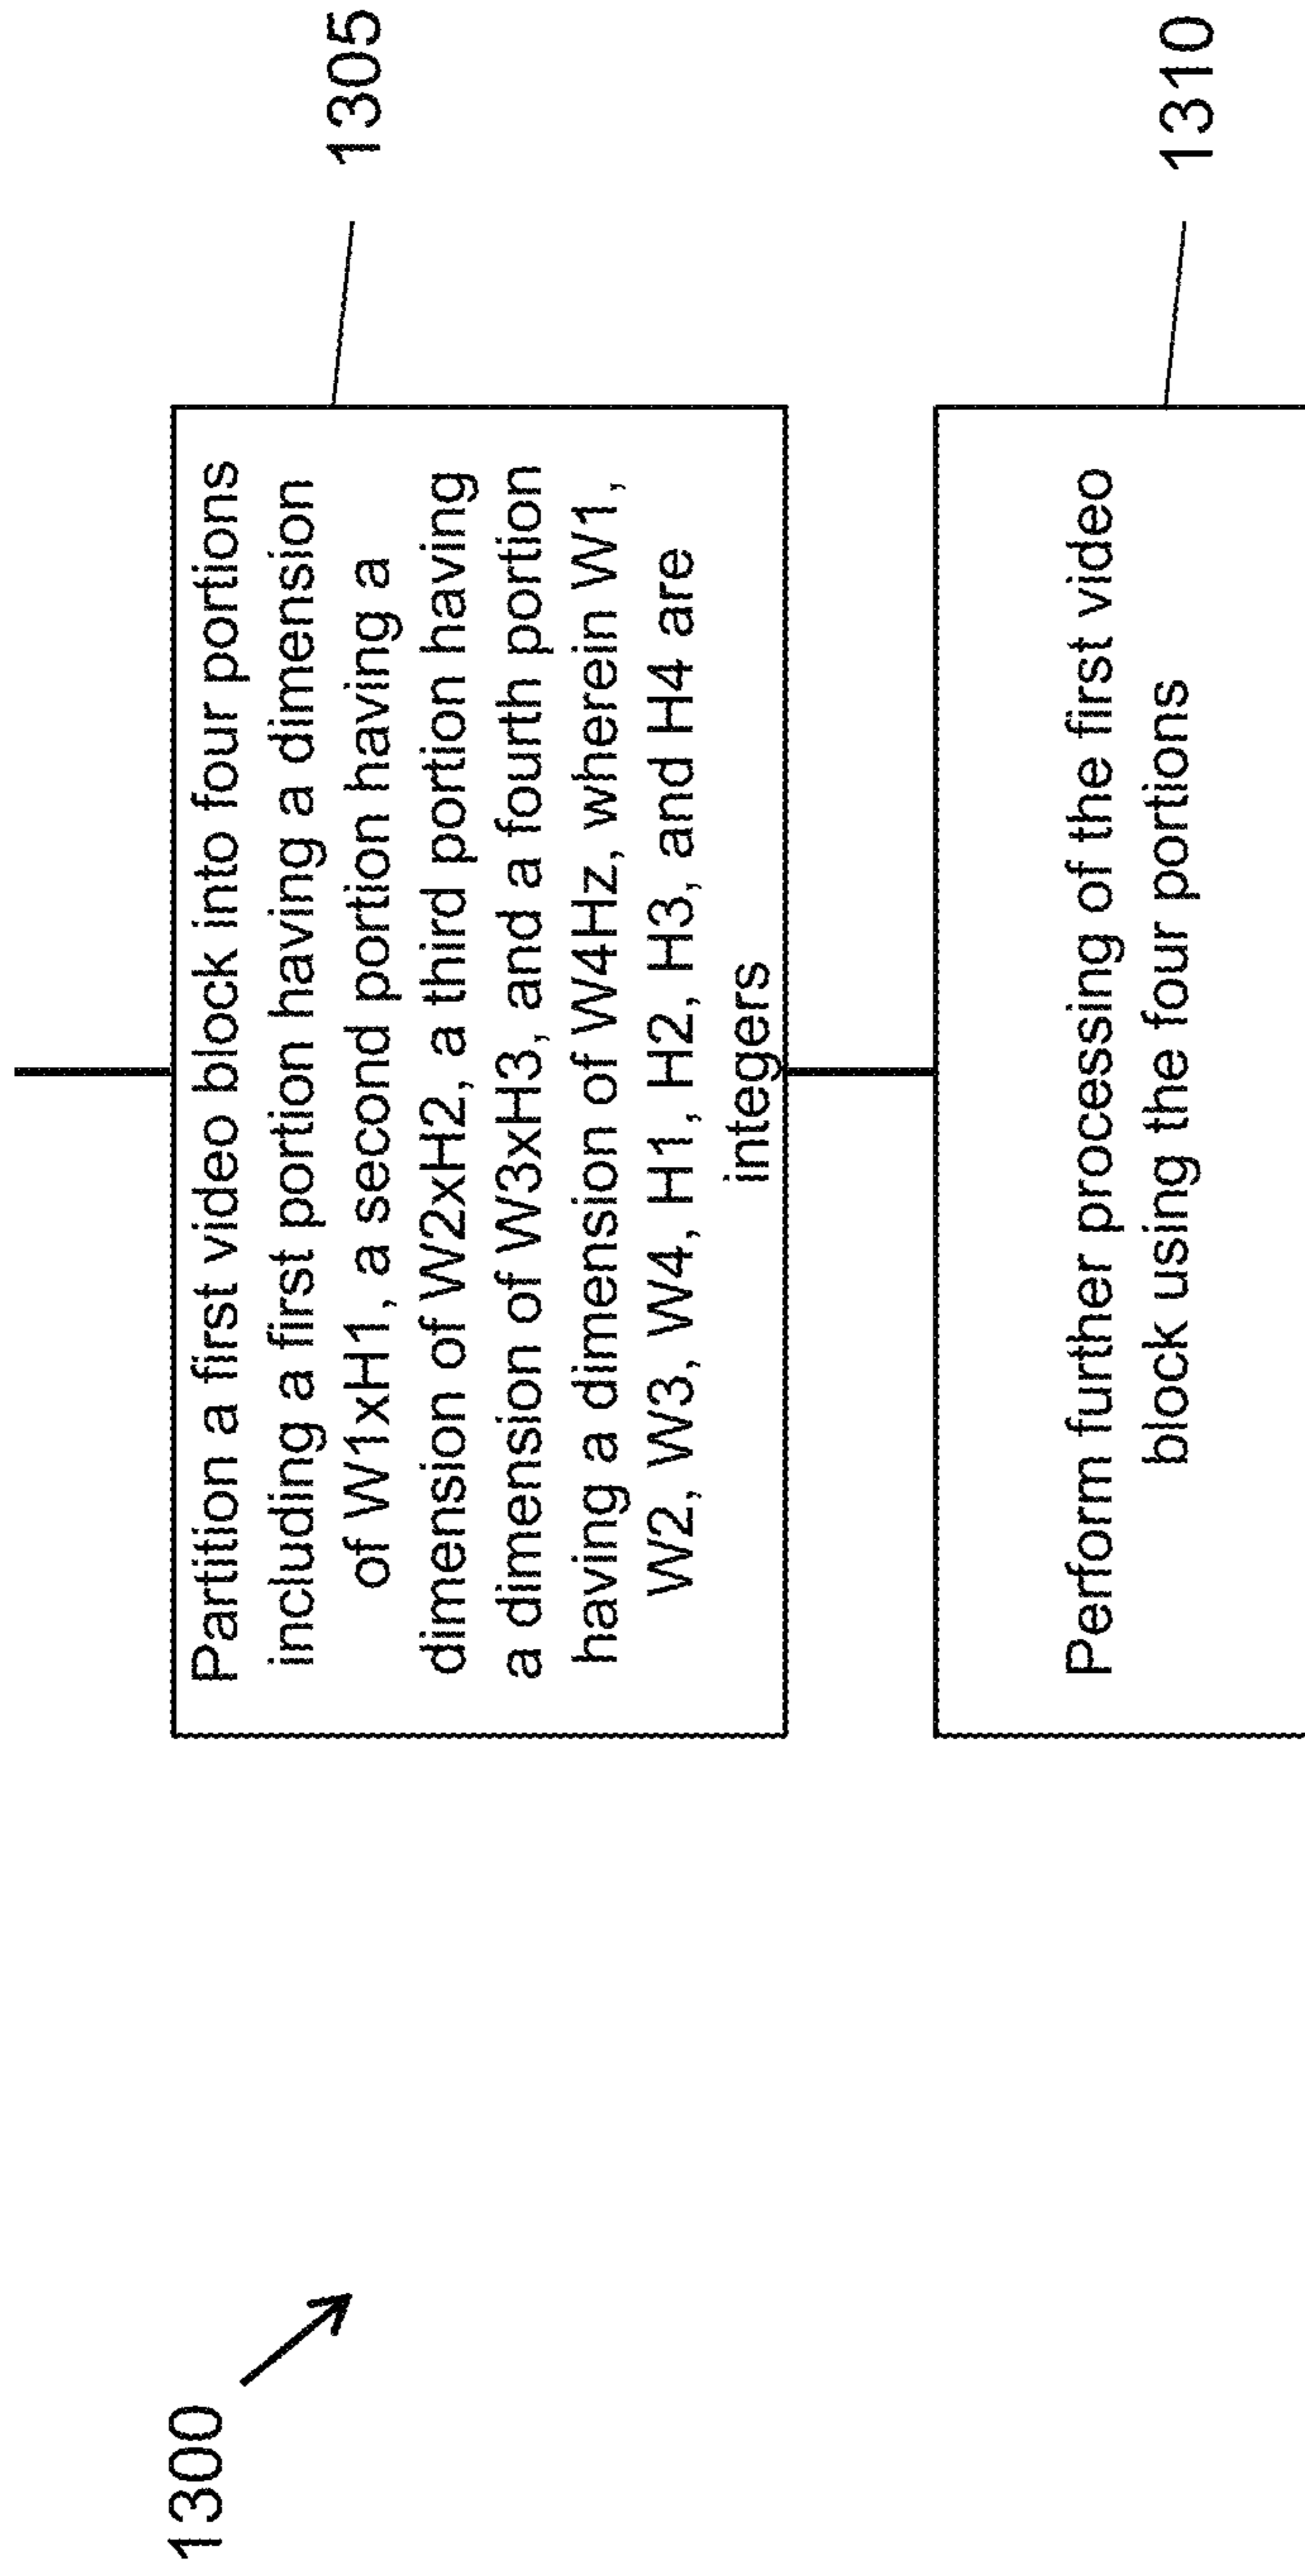 1300
Partition a first video block into four portions
including a first portion having a dimension
of W1xH1, a second portion having a
dimension of W2xH2, a third portion having
a dimension of W3xH3, and a fourth portion
having a dimension of W4Hz, wherein W1,
W2, W3, W4, H1, H2, H3, and H4 are
integers
1305
Perform further processing of the first video
block using the four portions
1310